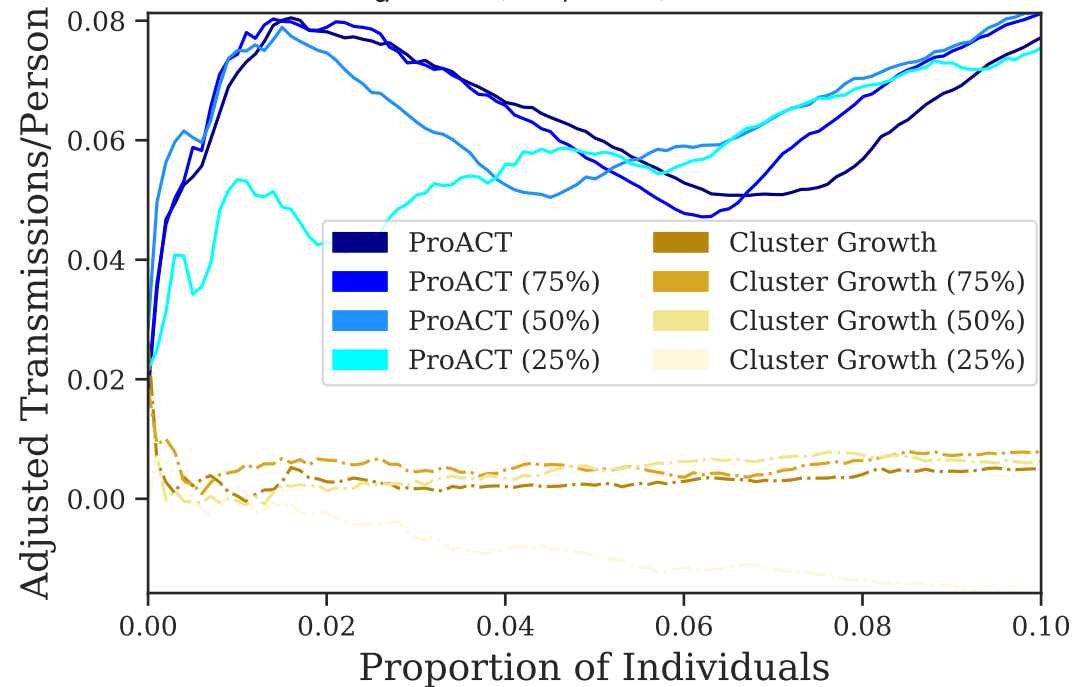 Adjusted Transmissions/Person
0.08
0.06
0.04
0.02
0.00
ProACT
ProACT (75%)
ProACT (50%)
ProACT (25%)
Cluster Growth
Cluster Growth (75%)
Cluster Growth (50%)
Cluster Growth (25%)
0.00 0.02 0.04 0.06 0.08 0.10
Proportion of Individuals